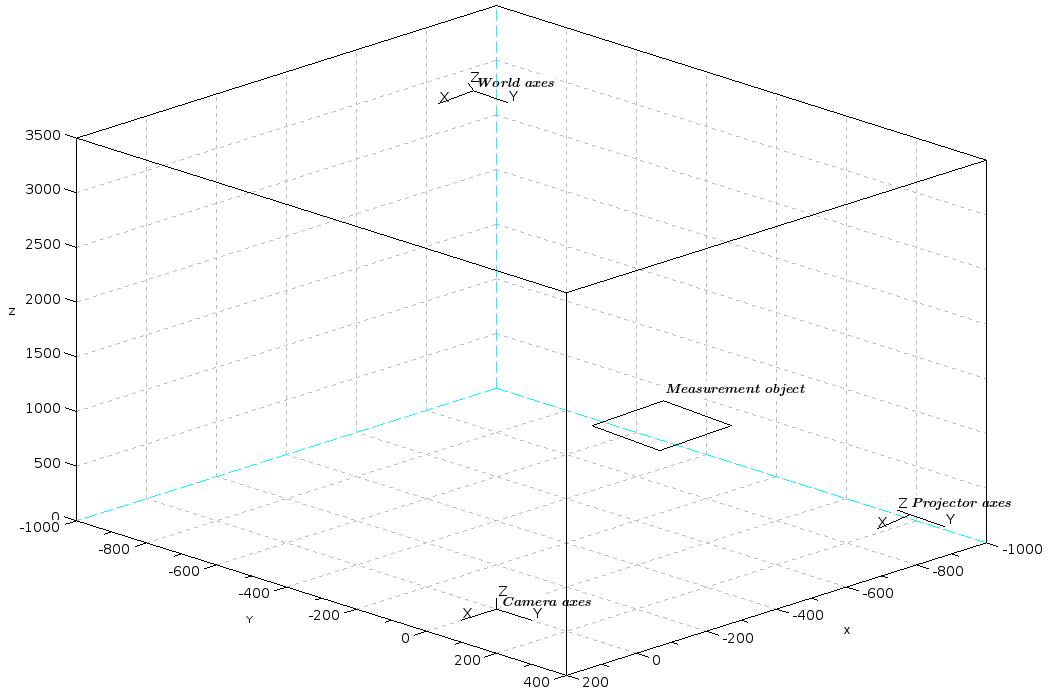 Z World axes
X Y
3500
3000
2500
2000
z
1500
1000
Measurement object
500
0
Z Projector axes
X Y
-1000
-1000
-800
-800
-600
-600
Z Camera axes
X Y
-400
-400
-200
Y
x
-200
0
0
200
400
200